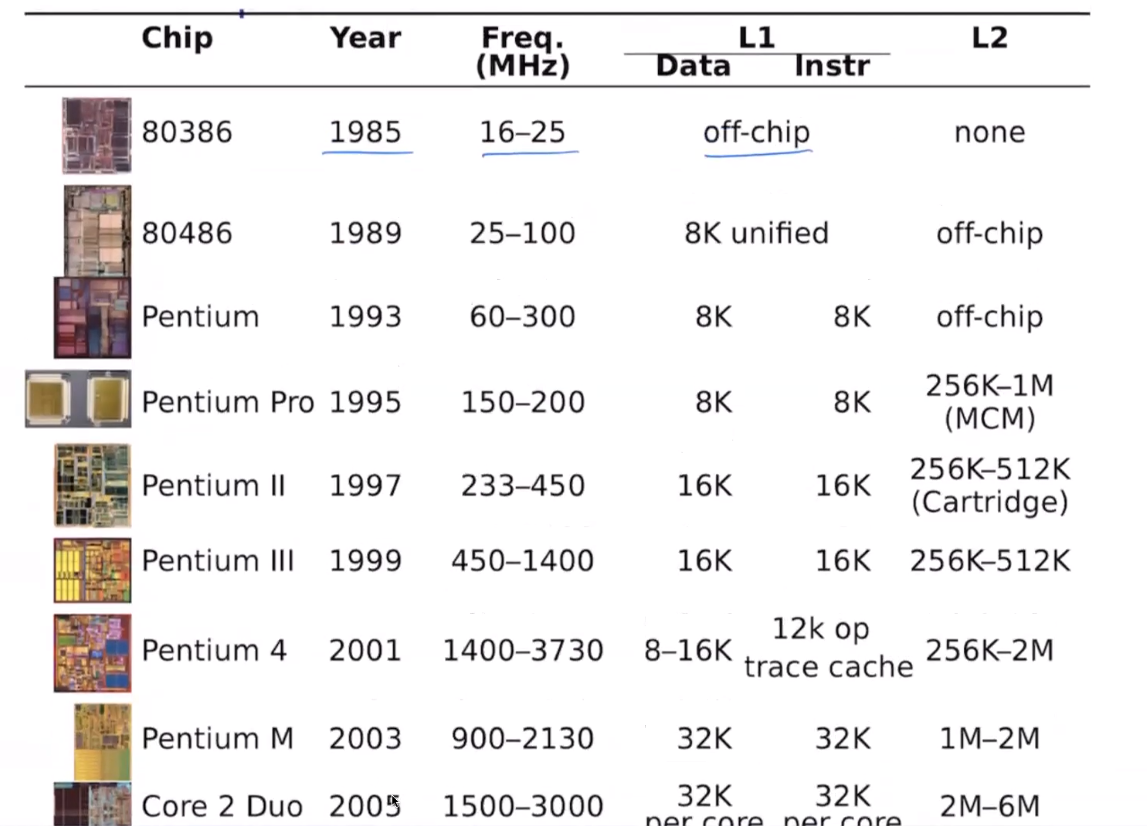 Chip Year Freq. (MHz) L1 L2
Data Instr
80386 1985 16–25 off-chip none
80486 1989 25–100 8K unified off-chip
Pentium 1993 60–300 8K 8K off-chip
Pentium Pro 1995 150–200 8K 8K 256K–1M (MCM)
Pentium II 1997 233–450 16K 16K 256K–512K (Cartridge)
Pentium III 1999 450–1400 16K 16K 256K–512K
Pentium 4 2001 1400–3730 8–16K 12k op trace cache 256K–2M
Pentium M 2003 900–2130 32K 32K 1M–2M
Core 2 Duo 2005 1500–3000 32K per core 32K per core 2M–6M